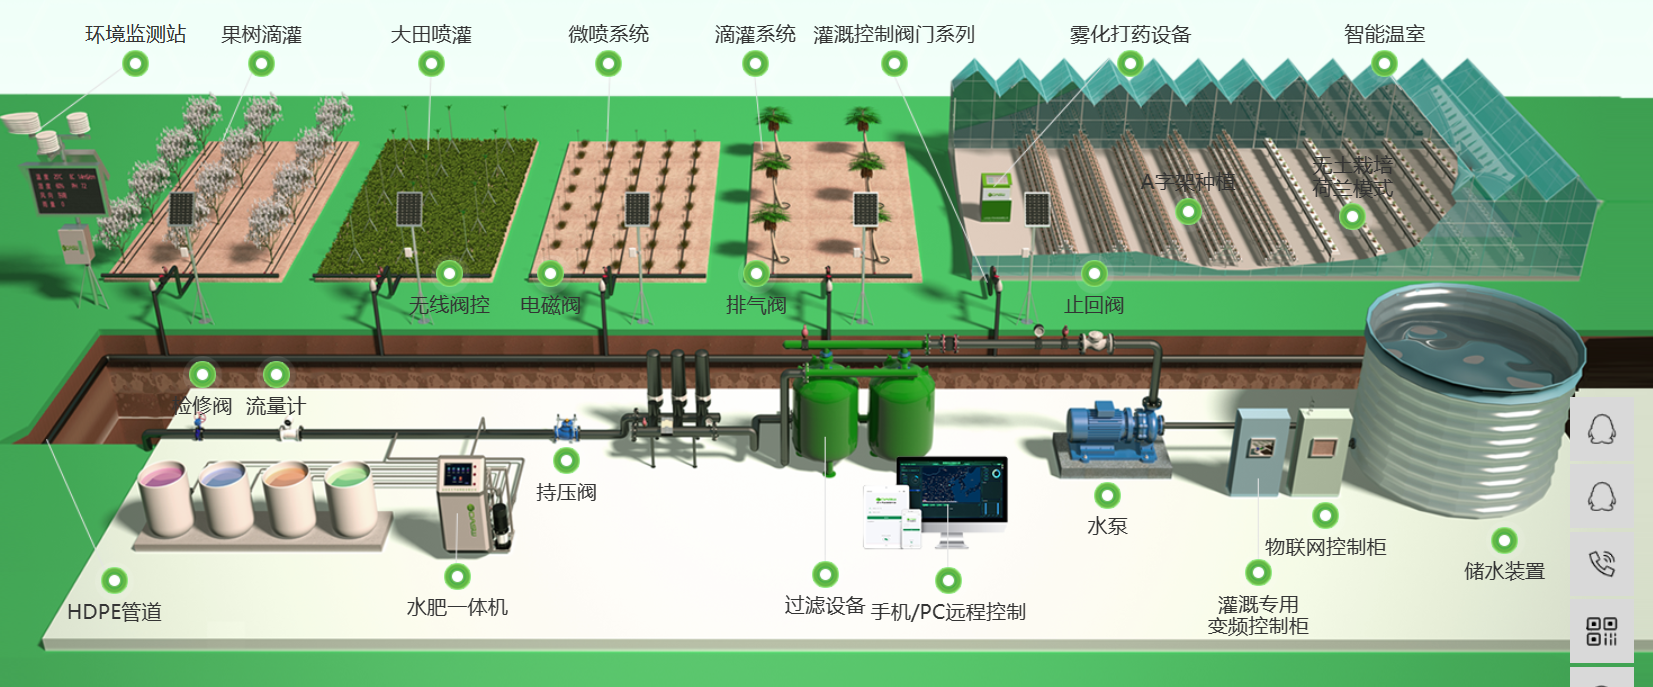 环境监测站
果树滴灌
大田喷灌
微喷系统
滴灌系统
灌溉控制阀门系列
雾化打药设备
智能温室
A字架种植
无土栽培
荷兰模式
无线阀控
电磁阀
排气阀
止回阀
检修阀
流量计
持压阀
水泵
物联网控制柜
储水装置
HDPE管道
水肥一体机
过滤设备
手机/PC远程控制
灌溉专用
变频控制柜